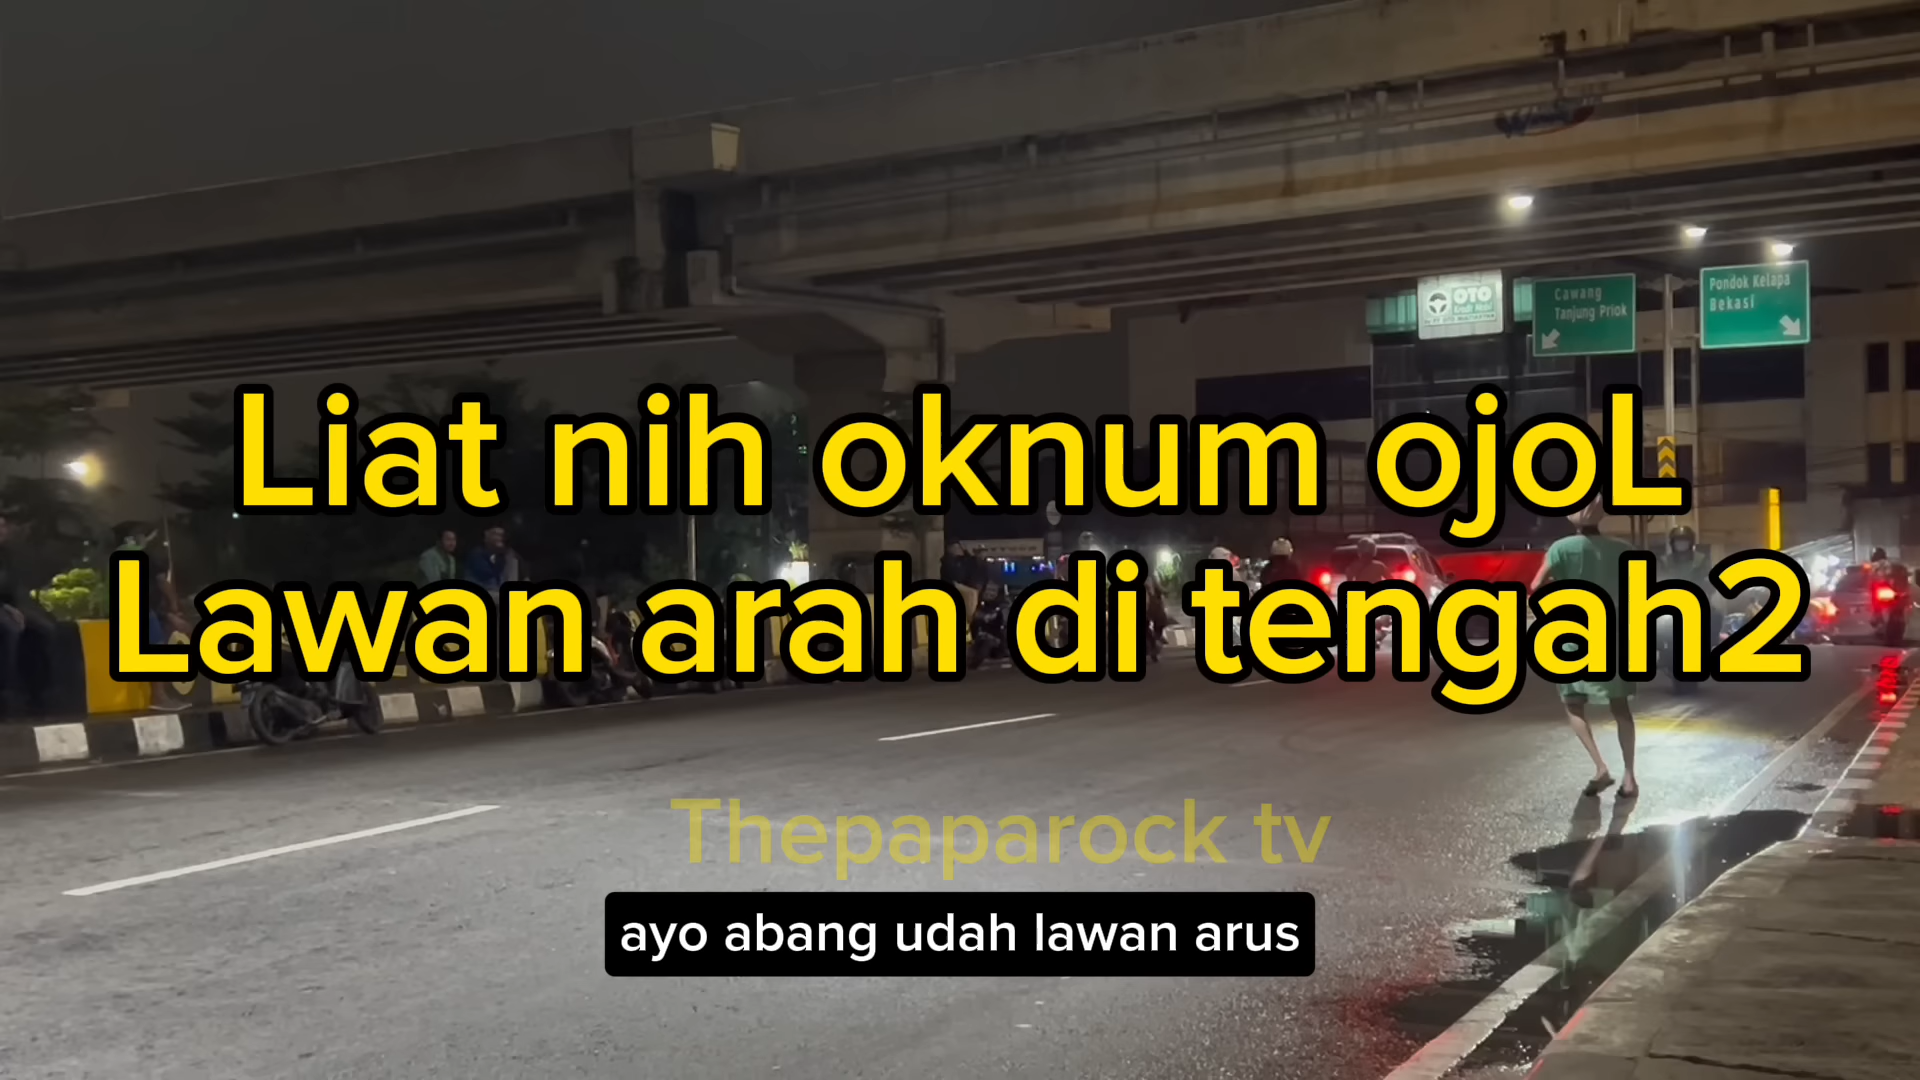 OTO
Cawang
Tanjung Priok
Pondok Kelapa
Bekasi
Liat nih oknum ojoL
Lawan arah di tengah2
Thepaparock tv
ayo abang udah lawan arus